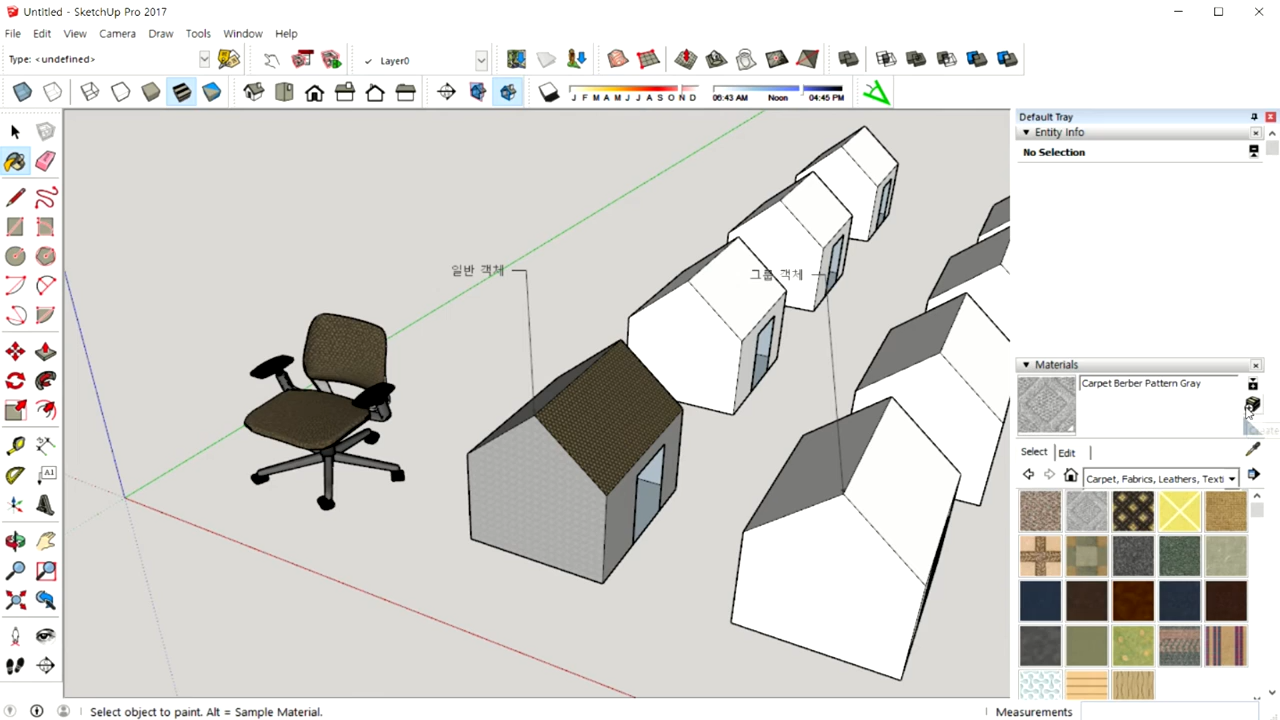 Untitled - SketchUp Pro 2017
File Edit View Camera Draw Tools Window Help
Type: <undefined>
✓ Layer0
J F M A M J J A S O N D
06:43 AM Noon 04:45 PM
Default Tray
Entity Info
No Selection
일반 객체
그룹 객체
Materials
Carpet Berber Pattern Gray
Select Edit
Carpet, Fabrics, Leathers, Texti
A1
Select object to paint. Alt = Sample Material.
Measurements